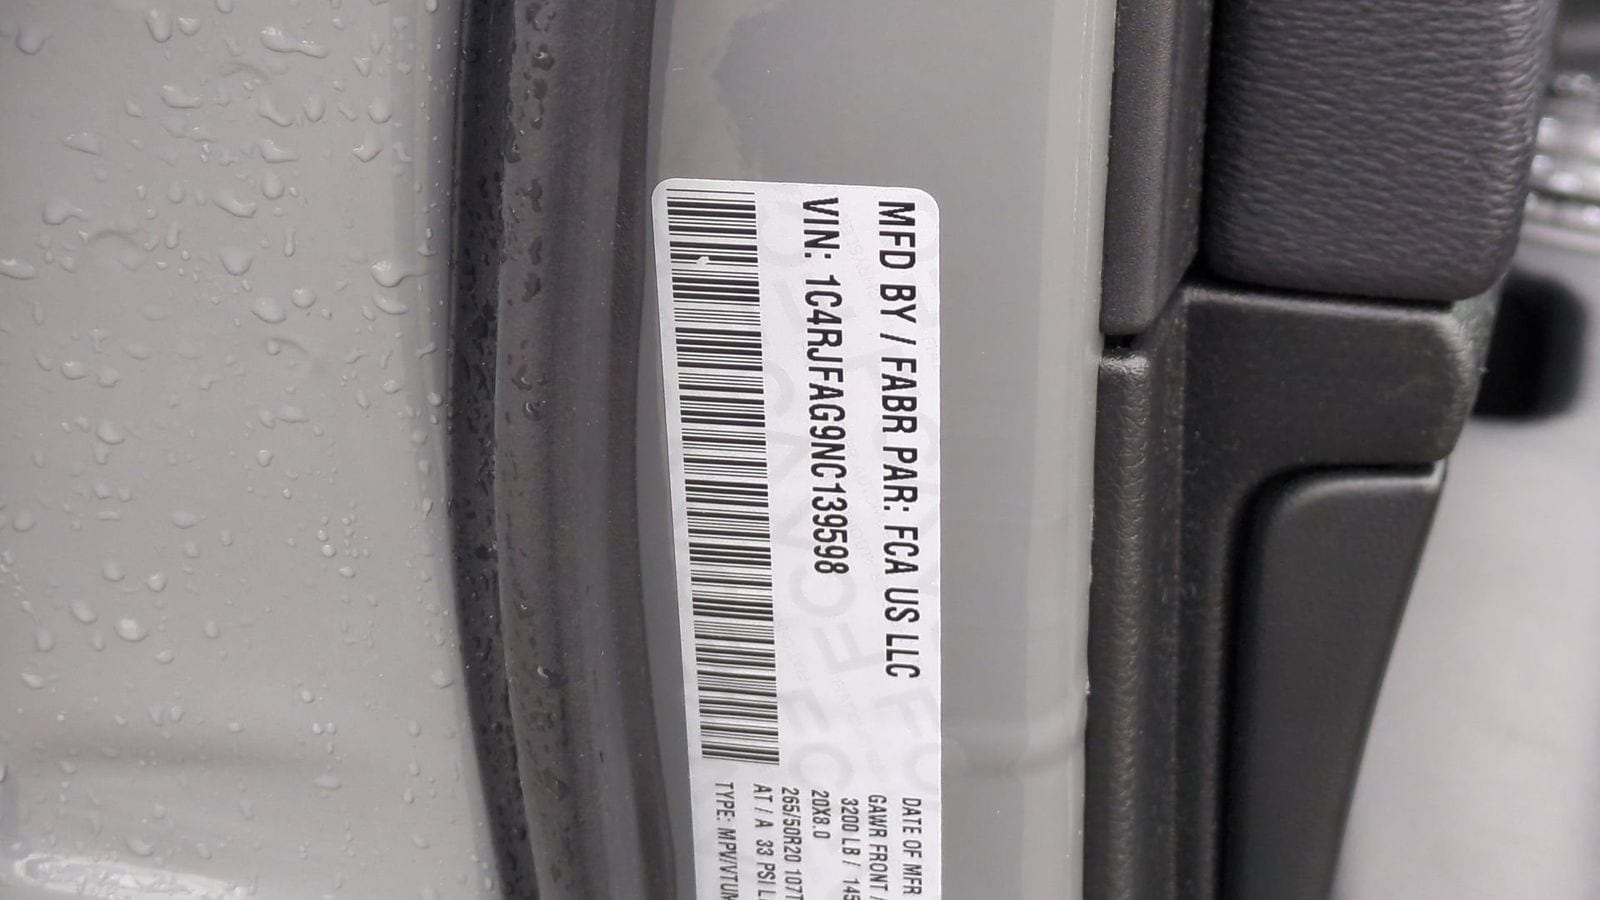 MFD BY / FABR PAR: FCA US LLC
VIN: 1C4RJFAG9NC139598
DATE OF MFR
GAWR FRONT /
3200 LB / 145
20X8.0
265/50R20 107T
AT / A 33 PSI
TYPE: MPV/VTUM